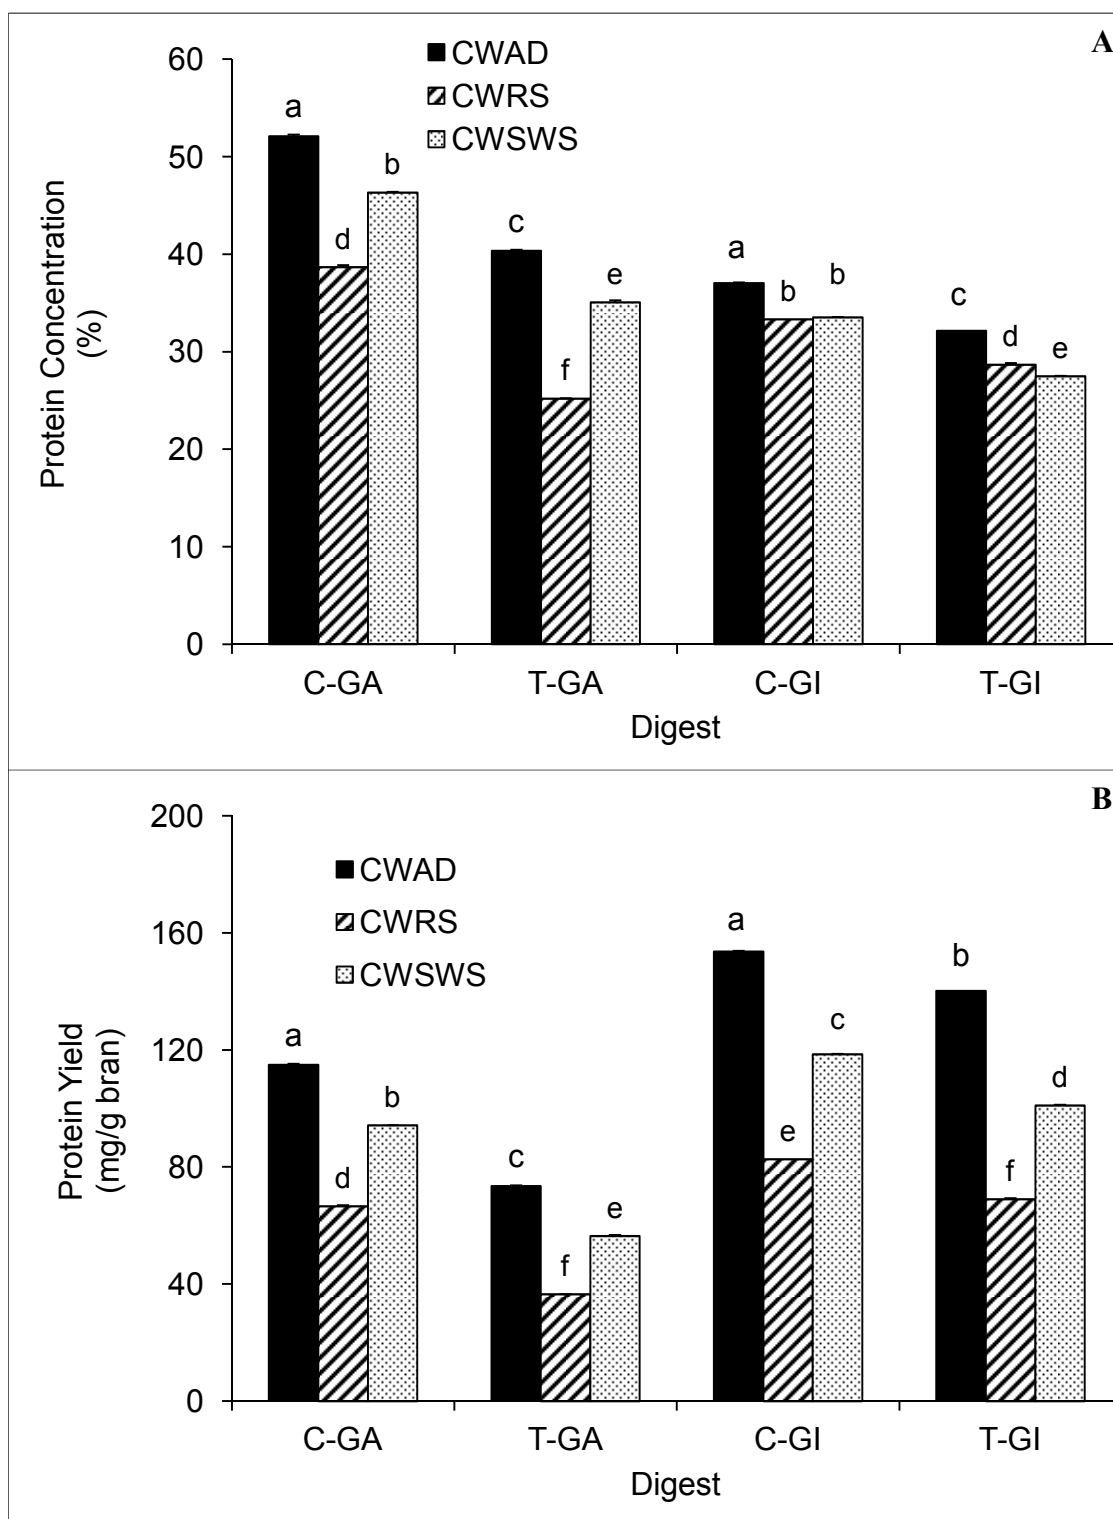 A
CWAD
CWRS
CWSWS
60
50
40
30
20
10
0
Protein Concentration
(%)
a
d
b
c
f
e
a
b
b
c
d
e
C-GA T-GA C-GI T-GI
Digest
B
CWAD
CWRS
CWSWS
200
160
120
80
40
0
Protein Yield
(mg/g bran)
a
d
b
c
f
e
a
e
c
b
f
d
C-GA T-GA C-GI T-GI
Digest